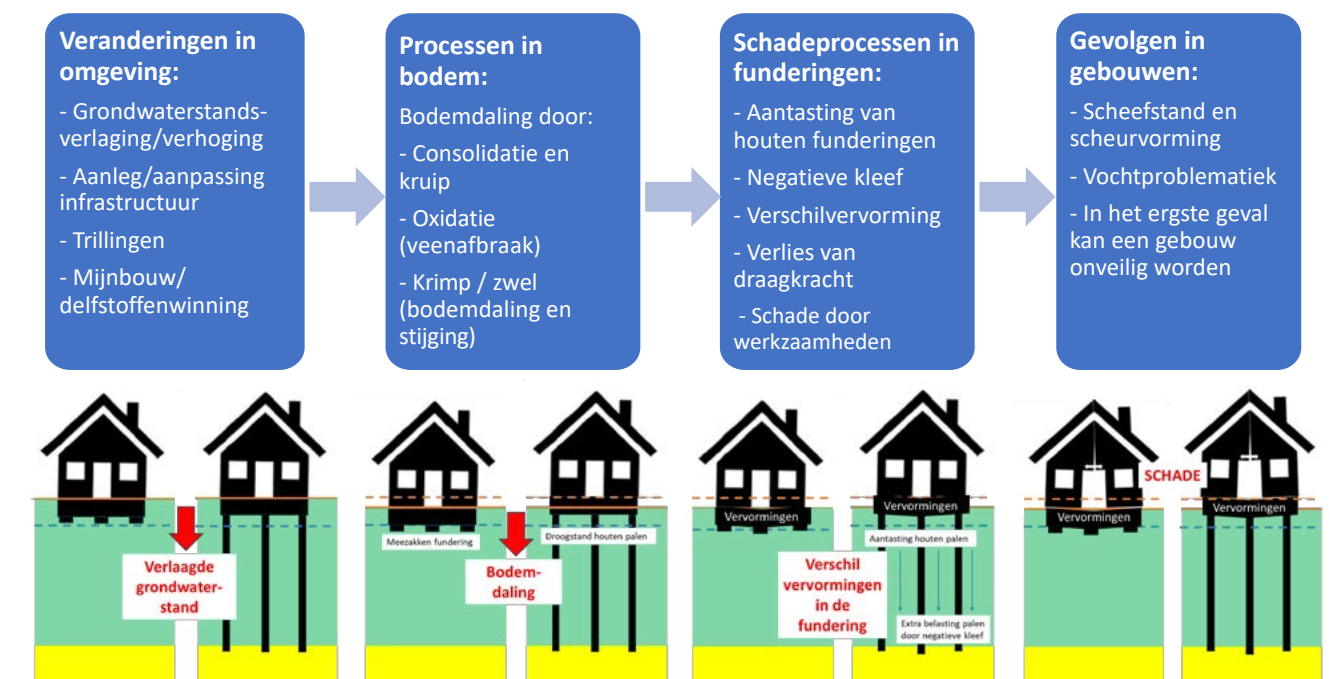 Veranderingen in
omgeving:
- Grondwaterstands-
verlaging/verhoging
- Aanleg/aanpassing
infrastructuur
- Trillingen
- Mijnbouw/
delfstoffenwinning
Processen in
bodem:
Bodemdaling door:
- Consolidatie en
kruip
- Oxidatie
(veenafbraak)
- Krimp / zwel
(bodemdaling en
stijging)
Schadeprocessen in
funderingen:
- Aantasting van
houten funderingen
- Negatieve kleef
- Verschilvervorming
- Verlies van
draagkracht
- Schade door
werkzaamheden
Gevolgen in
gebouwen:
- Scheefstand en
scheurvorming
- Vochtproblematiek
- In het ergste geval
kan een gebouw
onveilig worden
Verlaagde
grondwater-
stand
Meezakken fundering
Droogstand houten palen
Bodem-
daling
Vervormingen
Vervormingen
Aantasting houten palen
Verschil
vervormingen
in de
fundering
Extra belasting palen
door negatieve kleef
SCHADE
Vervormingen
Vervormingen